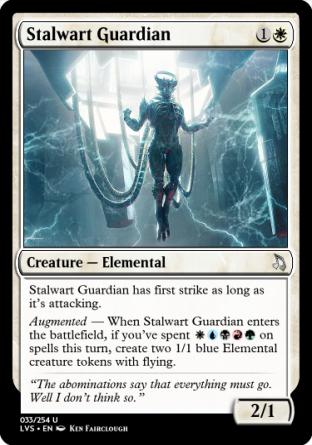 Stalwart Guardian 1
Creature — Elemental
Stalwart Guardian has first strike as long as
it's attacking.
Augmented — When Stalwart Guardian enters
the battlefield, if you've spent
on
spells this turn, create two 1/1 blue Elemental
creature tokens with flying.
“The abominations say that everything must go.
Well I don't think so.”
2/1
033/254 U
LVS • EN KEN FAIRCLOUGH